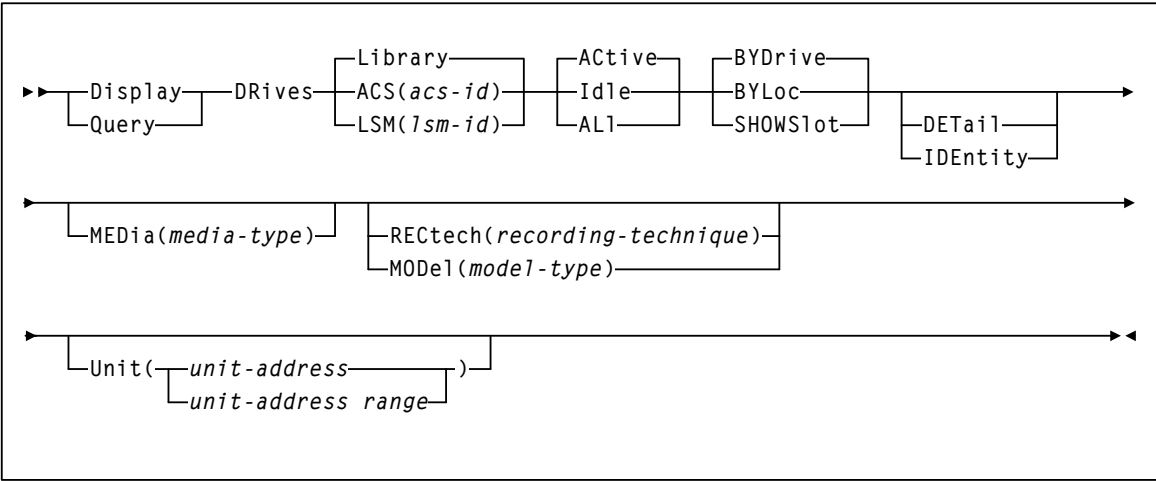 Library ACtive BYDrive
Display DRives ACS(acs-id) Idle BYLoc
Query LSM(lsm-id) ALl SHOWSlot DETail
IDEntity
MEDia(media-type) RECtech(recording-technique)
MODel(model-type)
Unit( unit-address )
unit-address range